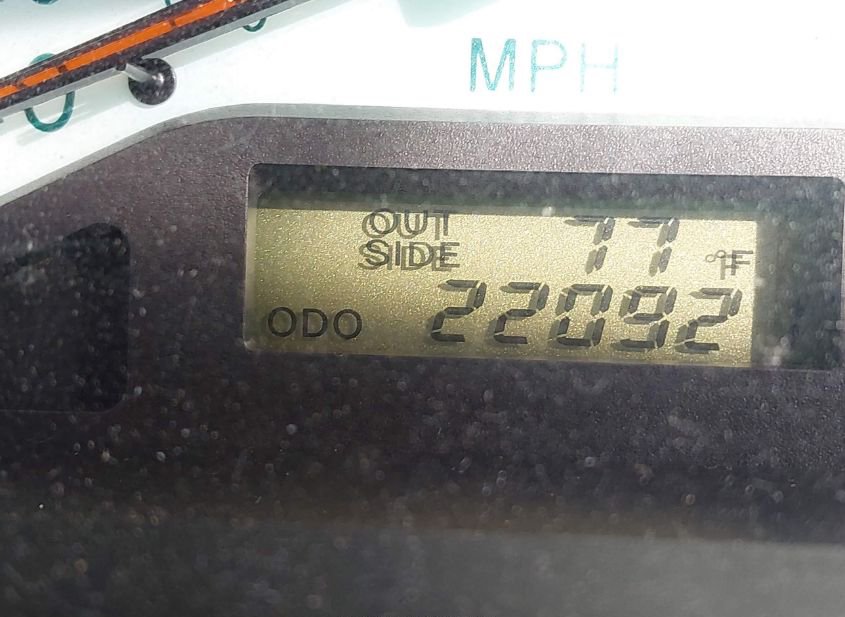 MPH
OUT
SIDE 77 °F
ODO 22092